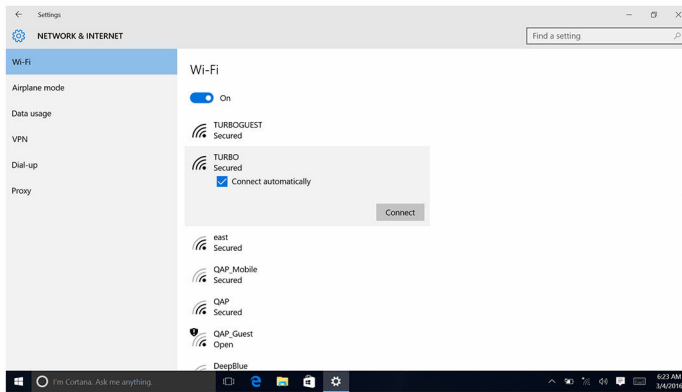 Settings
NETWORK & INTERNET
Find a setting
Wi-Fi
Airplane mode
Data usage
VPN
Dial-up
Proxy
Wi-Fi
On
TURBOGUEST
Secured
TURBO
Secured
Connect automatically
Connect
east
Secured
QAP_Mobile
Secured
QAP
Secured
QAP_Guest
Open
DeepBlue
I'm Cortana. Ask me anything.
6:23 AM
3/4/2016